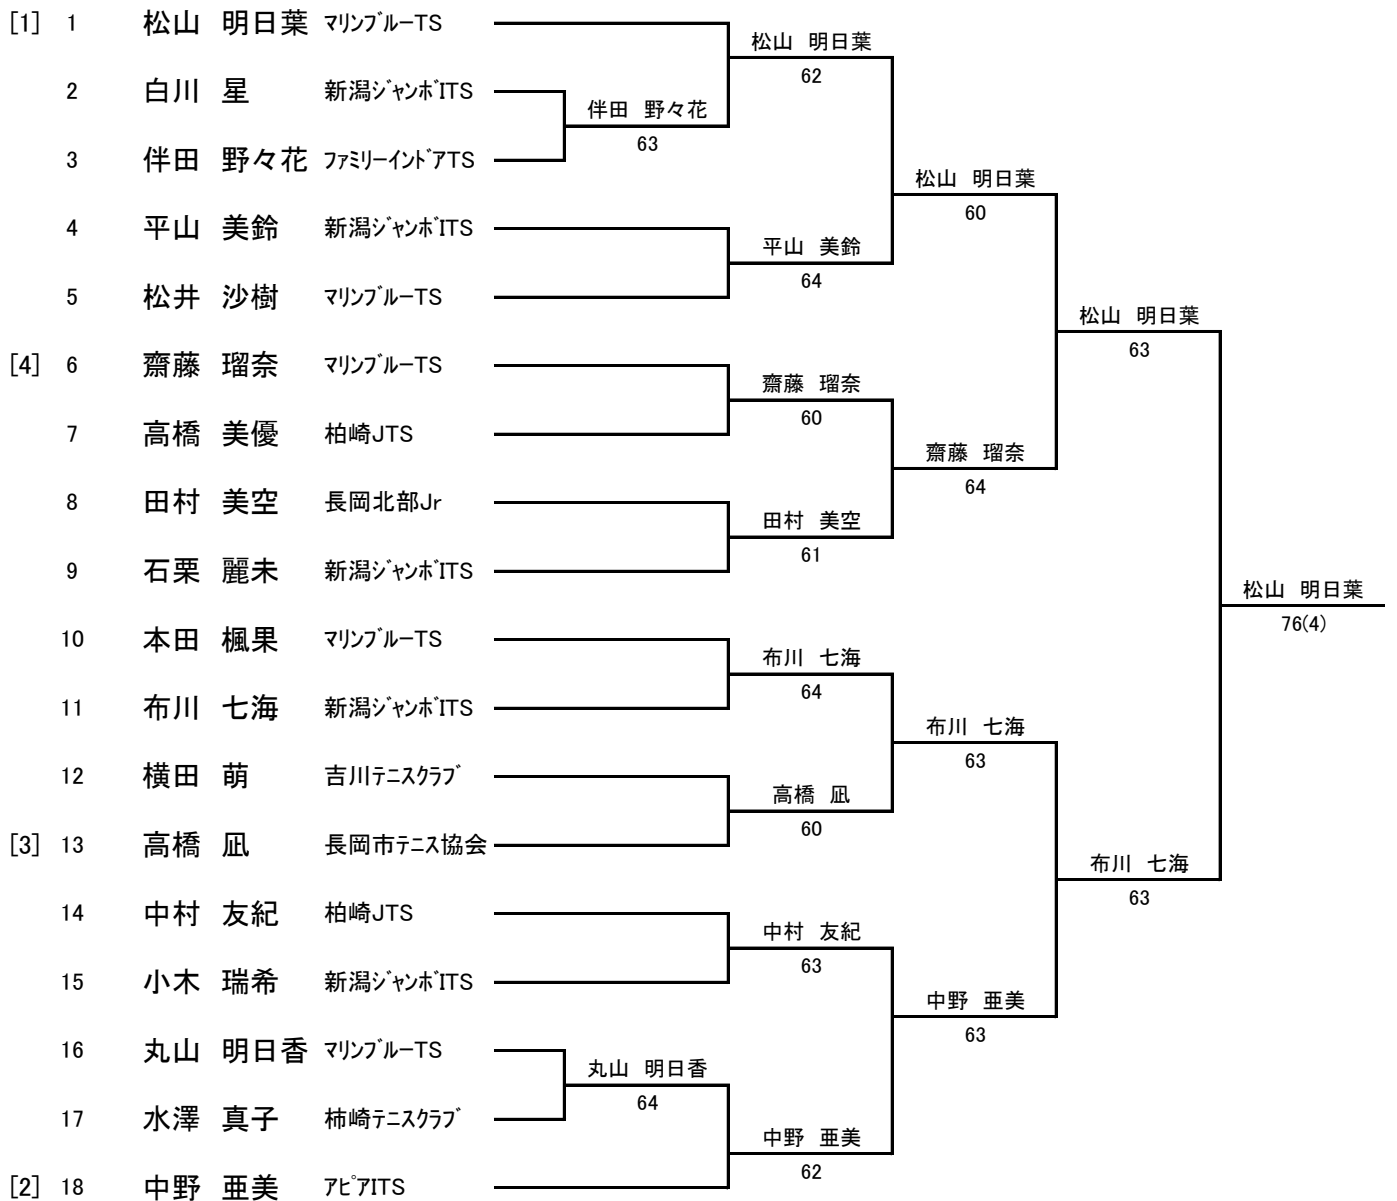 [1] 1 松山 明日葉 マリンブルーTS
松山 明日葉
62
2 白川 星 新潟ジャンボITS
伴田 野々花
63
3 伴田 野々花 ファミリーインドアTS
松山 明日葉
60
4 平山 美鈴 新潟ジャンボITS
平山 美鈴
64
5 松井 沙樹 マリンブルーTS
松山 明日葉
63
[4] 6 齋藤 瑠奈 マリンブルーTS
齋藤 瑠奈
60
7 高橋 美優 柏崎JTS
齋藤 瑠奈
64
8 田村 美空 長岡北部Jr
田村 美空
61
9 石栗 麗未 新潟ジャンボITS
松山 明日葉
76(4)
10 本田 楓果 マリンブルーTS
布川 七海
64
11 布川 七海 新潟ジャンボITS
布川 七海
63
12 横田 萌 吉川テニスクラブ
高橋 凪
60
[3] 13 高橋 凪 長岡市テニス協会
布川 七海
63
14 中村 友紀 柏崎JTS
中村 友紀
63
15 小木 瑞希 新潟ジャンボITS
中野 亜美
63
16 丸山 明日香 マリンブルーTS
丸山 明日香
64
17 水澤 真子 柿崎テニスクラブ
中野 亜美
62
[2] 18 中野 亜美 アピアITS